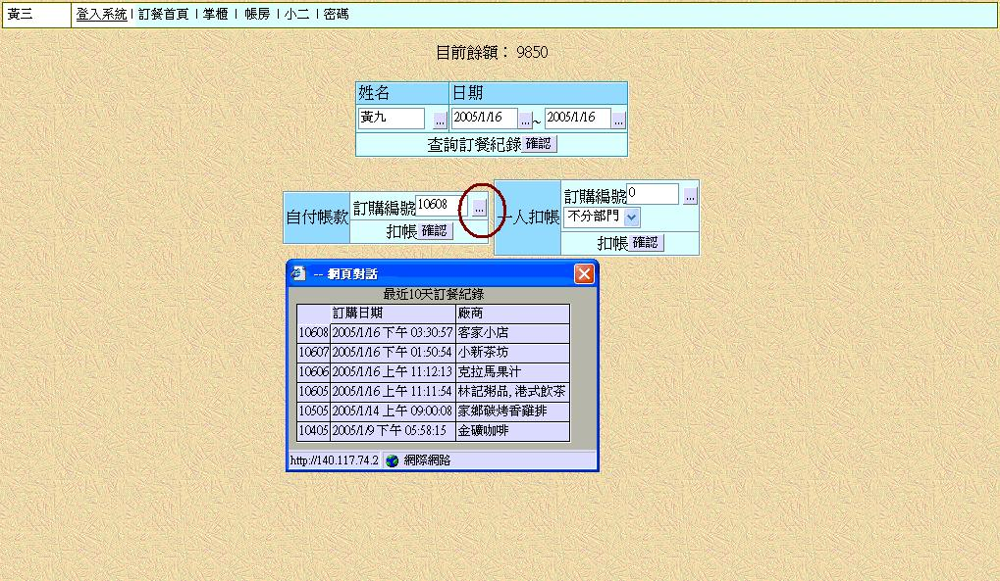 黃三 登入系統 | 訂餐首頁 | 掌櫃 | 帳房 | 小二 | 密碼
目前餘額： 9850
姓名 日期
黃九 ... 2005/1/16 ...~ 2005/1/16 ...
查詢訂餐紀錄 確認
自付帳款 訂購編號 10608 ...
扣帳 確認
一人扣帳 訂購編號 0 ...
不分部門
扣帳 確認
-- 網頁對話
最近10天訂餐紀錄
訂購日期 廠商
10608 2005/1/16 下午 03:30:57 客家小店
10607 2005/1/16 下午 01:50:54 小新茶坊
10606 2005/1/16 上午 11:12:13 克拉馬果汁
10605 2005/1/16 上午 11:11:54 林記粥品, 港式飲茶
10505 2005/1/14 上午 09:00:08 家鄉碳烤香雞排
10405 2005/1/9 下午 05:58:15 金礦咖啡
http://140.117.74.2 網際網路